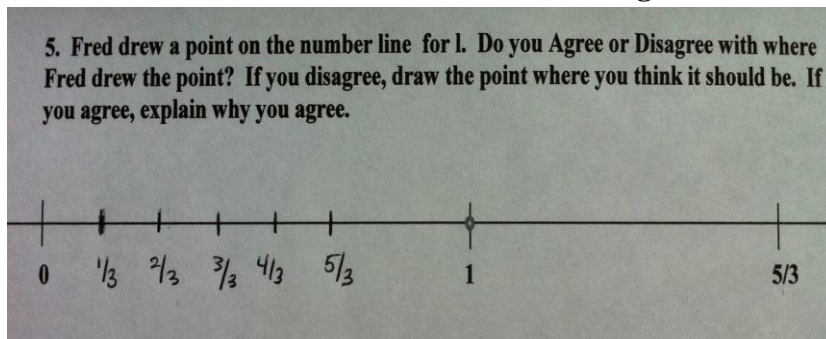 5. Fred drew a point on the number line for l. Do you Agree or Disagree with where
Fred drew the point? If you disagree, draw the point where you think it should be. If
you agree, explain why you agree.
0 1/3 2/3 3/3 4/3 5/3 1 5/3